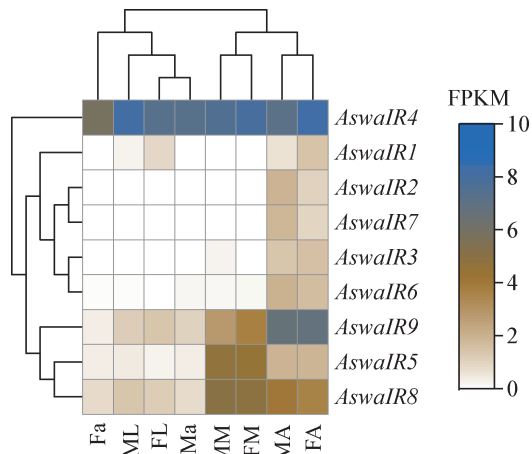 FPKM
10
8
6
4
2
0
AswaIR4
AswaIR1
AswaIR2
AswaIR7
AswaIR3
AswaIR6
AswaIR9
AswaIR5
AswaIR8
Fa ML FL Ma MM FM MA FA